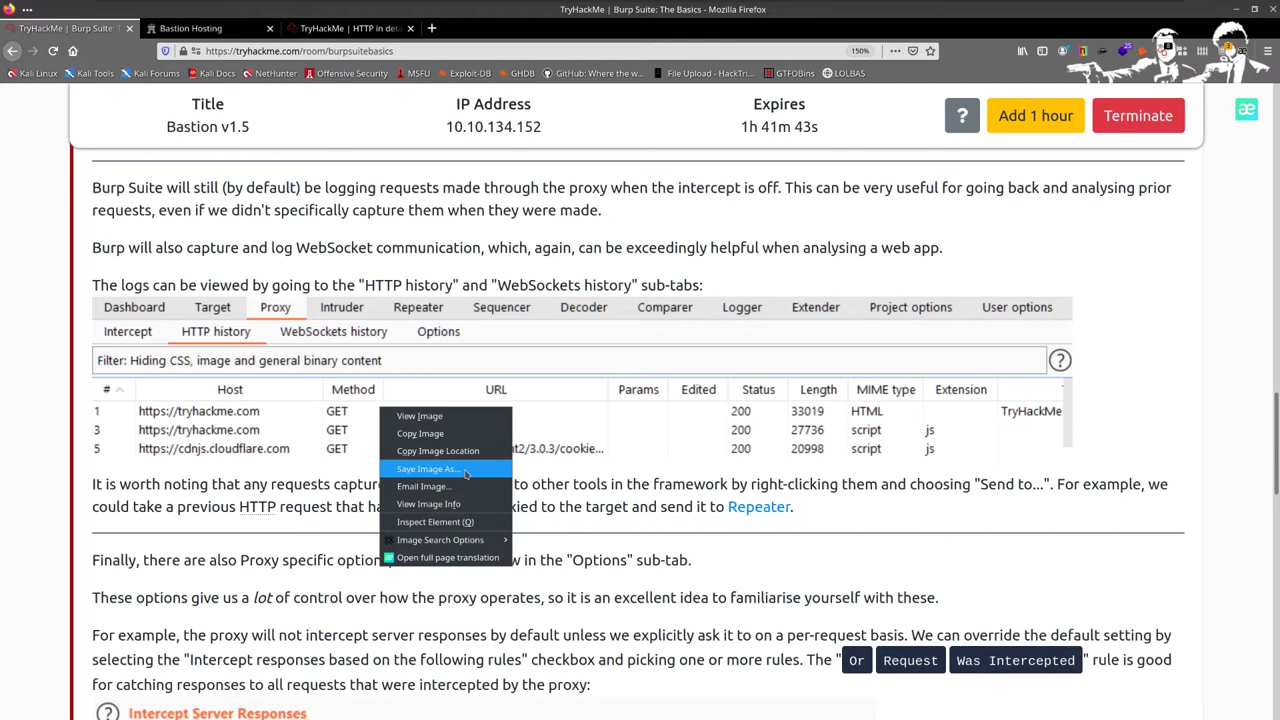 TryHackMe | Burp Suite: The Basics - Mozilla Firefox
TryHackMe | Burp Suite: T
Bastion Hosting
TryHackMe | HTTP in det
https://tryhackme.com/room/burpsuitebasics
150%
Kali Linux
Kali Tools
Kali Forums
Kali Docs
NetHunter
Offensive Security
MSFU
Exploit-DB
GHDB
GitHub: Where the w...
File Upload - HackTri...
GTFOBins
LOLBAS
Title
IP Address
Expires
Bastion v1.5
10.10.134.152
1h 41m 43s
?
Add 1 hour
Terminate
æ
Burp Suite will still (by default) be logging requests made through the proxy when the intercept is off. This can be very useful for going back and analysing prior
requests, even if we didn't specifically capture them when they were made.
Burp will also capture and log WebSocket communication, which, again, can be exceedingly helpful when analysing a web app.
The logs can be viewed by going to the "HTTP history" and "WebSockets history" sub-tabs:
Dashboard Target Proxy Intruder Repeater Sequencer Decoder Comparer Logger Extender Project options User options
Intercept HTTP history WebSockets history Options
Filter: Hiding CSS, image and general binary content
?
# Host Method URL Params Edited Status Length MIME type Extension
1 https://tryhackme.com GET 200 33019 HTML TryHackMe
3 https://tryhackme.com GET 200 27736 script js
5 https://cdnjs.cloudflare.com GET nt2/3.0.3/cookie... 200 20998 script js
View Image
Copy Image
Copy Image Location
Save Image As...
Email Image...
View Image Info
Inspect Element (Q)
Image Search Options
Open full page translation
It is worth noting that any requests captu to other tools in the framework by right-clicking them and choosing "Send to...". For example, we
could take a previous HTTP request that ha xied to the target and send it to Repeater.
Finally, there are also Proxy specific option w in the "Options" sub-tab.
These options give us a lot of control over how the proxy operates, so it is an excellent idea to familiarise yourself with these.
For example, the proxy will not intercept server responses by default unless we explicitly ask it to on a per-request basis. We can override the default setting by
selecting the "Intercept responses based on the following rules" checkbox and picking one or more rules. The " Or Request Was Intercepted " rule is good
for catching responses to all requests that were intercepted by the proxy:
? Intercept Server Responses